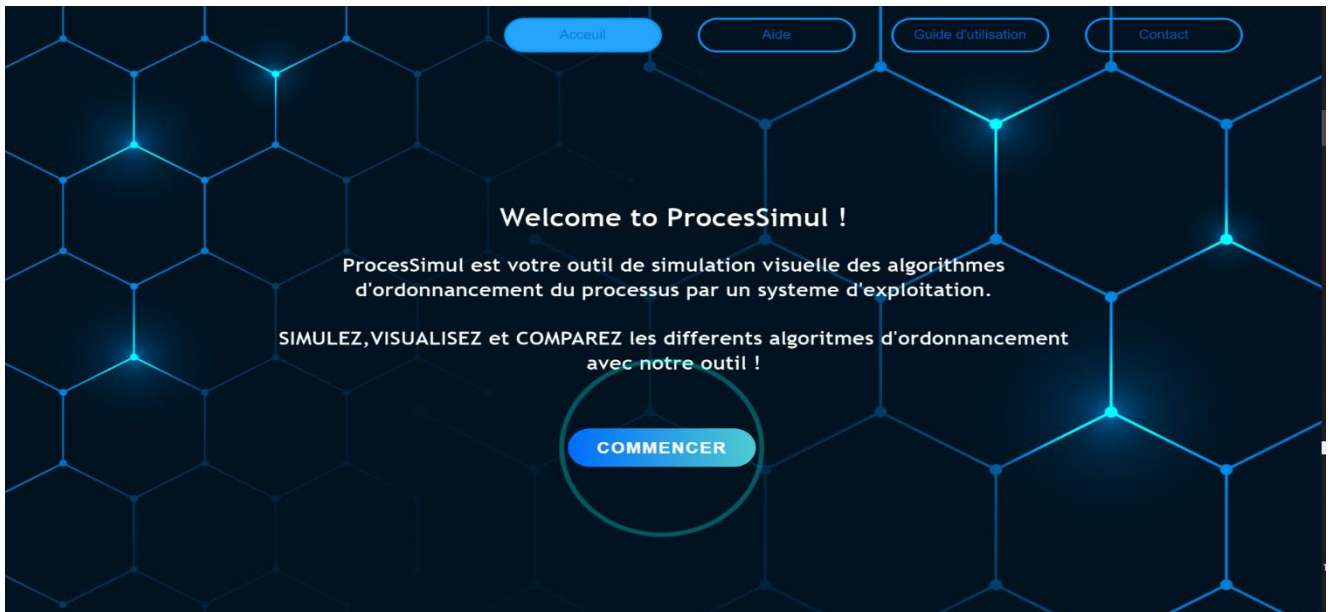 Acceuil
Aide
Guide d'utilisation
Contact
Welcome to ProcesSimul !
ProcesSimul est votre outil de simulation visuelle des algorithmes
d'ordonnancement du processus par un systeme d'exploitation.
SIMULEZ,VISUALISEZ et COMPAREZ les differents algoritmes d'ordonnancement
avec notre outil !
COMMENCER